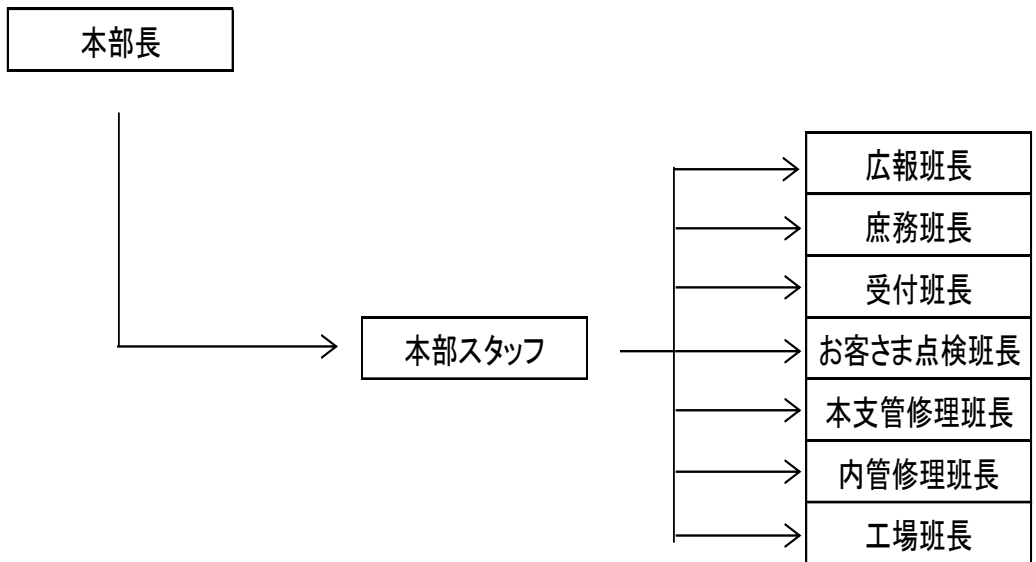 本部長
広報班長
庶務班長
受付班長
本部スタッフ
お客さま点検班長
本支管修理班長
内管修理班長
工場班長